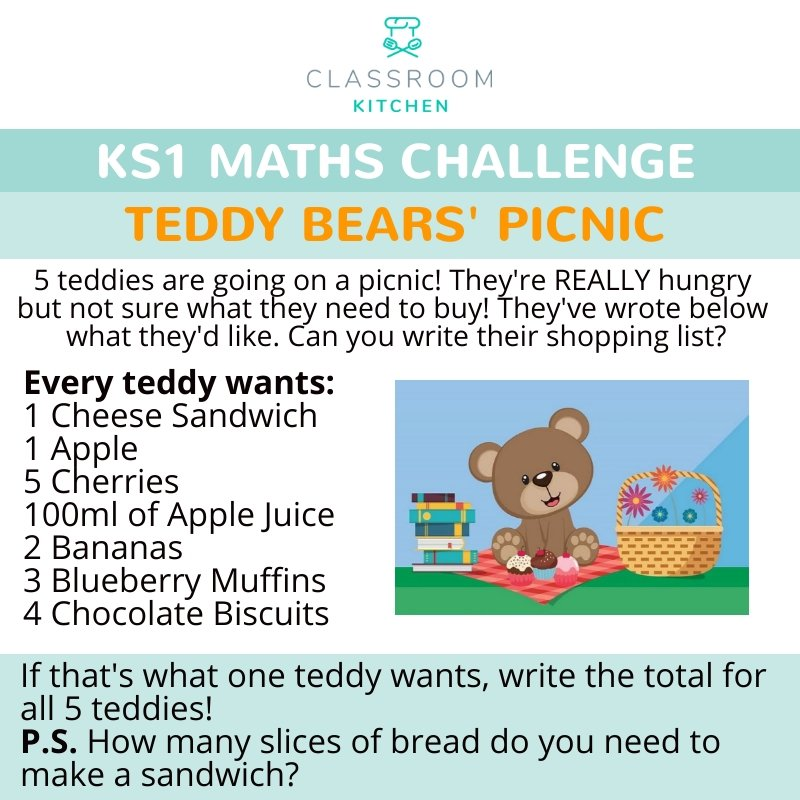 CLASSROOM
KITCHEN
KS1 MATHS CHALLENGE
TEDDY BEARS' PICNIC
5 teddies are going on a picnic! They're REALLY hungry
but not sure what they need to buy! They've wrote below
what they'd like. Can you write their shopping list?
Every teddy wants:
1 Cheese Sandwich
1 Apple
5 Cherries
100ml of Apple Juice
2 Bananas
3 Blueberry Muffins
4 Chocolate Biscuits
If that's what one teddy wants, write the total for
all 5 teddies!
P.S. How many slices of bread do you need to
make a sandwich?